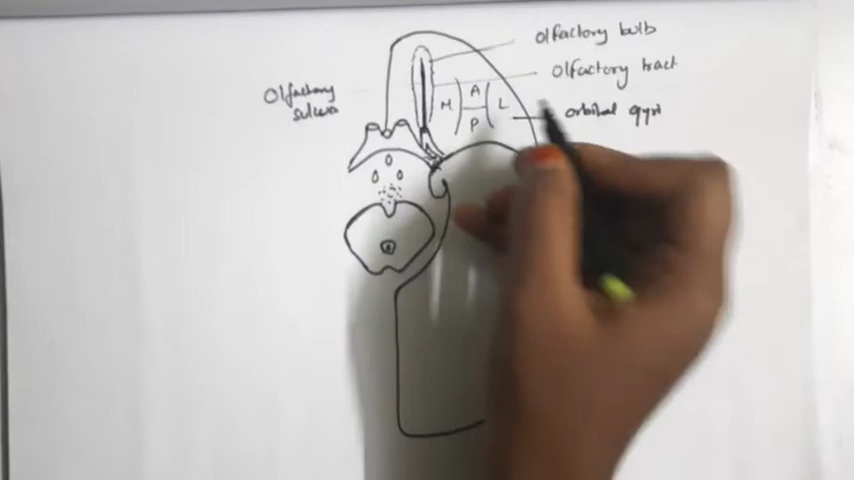 Olfactory bulb
Olfactory tract
Olfactory
sulcus
M A L
P
orbital gyri